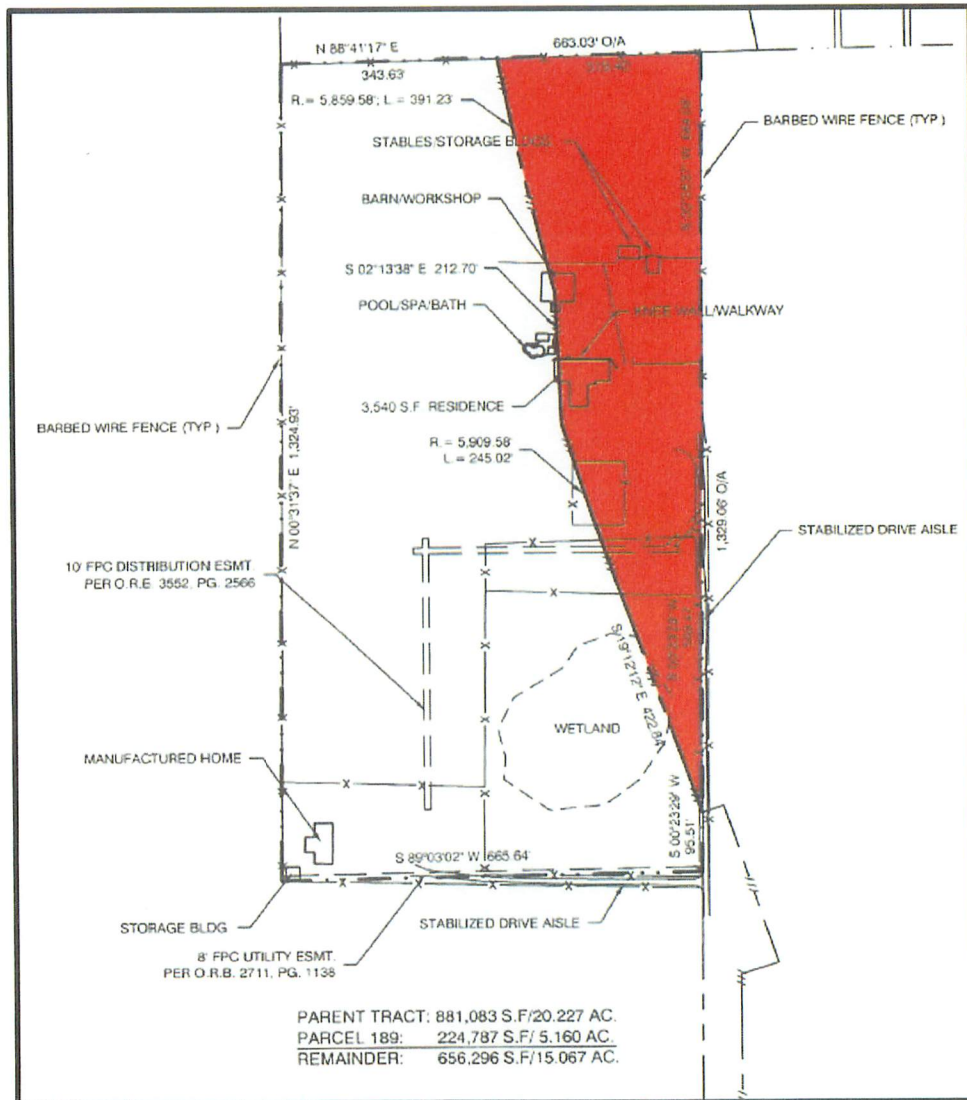 N 88°41'17" E
663.03' O/A
343.63'
R. = 5,859.58'; L. = 391.23'
BARBED WIRE FENCE (TYP.)
STABLES/STORAGE BLDGS
BARN/WORKSHOP
S 02°13'38" E 212.70'
POOL/SPA/BATH
KNEE WALL/WALKWAY
3,540 S.F RESIDENCE
BARBED WIRE FENCE (TYP.)
N 00°31'37" E 1,324.93'
R. = 5,909.58'
L. = 245.02'
1,329.06' O/A
STABILIZED DRIVE AISLE
10' FPC DISTRIBUTION ESMT.
PER O.R.E. 3552, PG. 2566
S 19°12'12" E 422.84'
WETLAND
MANUFACTURED HOME
S 00°23'29" W
95.51'
S 89°03'02" W 665.64'
STORAGE BLDG
STABILIZED DRIVE AISLE
8' FPC UTILITY ESMT.
PER O.R.B. 2711, PG. 1138
PARENT TRACT: 881,083 S.F/20.227 AC.
PARCEL 189: 224,787 S.F/ 5.160 AC.
REMAINDER: 656,296 S.F/15.067 AC.